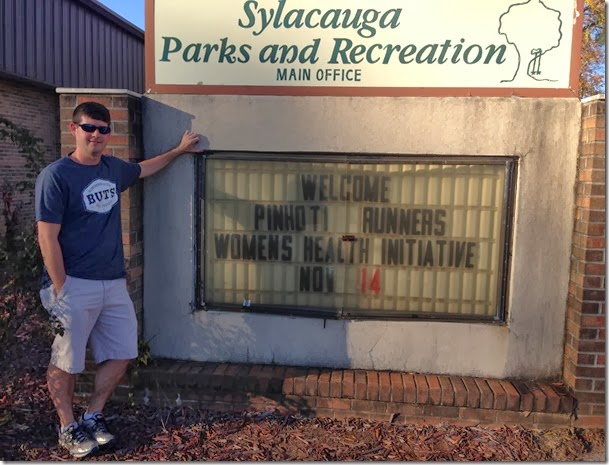 Sylacauga
Parks and Recreation
MAIN OFFICE
WELCOME
PINHOTI RUNNERS
WOMENS HEALTH INITIATIVE
NOV 14
BUTS